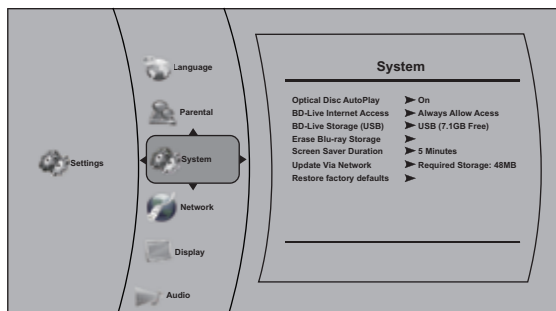 Settings
Language
Parental
System
Network
Display
Audio
System
Optical Disc AutoPlay On
BD-Live Internet Access Always Allow Acess
BD-Live Storage (USB) USB (7.1GB Free)
Erase Blu-ray Storage
Screen Saver Duration 5 Minutes
Update Via Network Required Storage: 48MB
Restore factory defaults